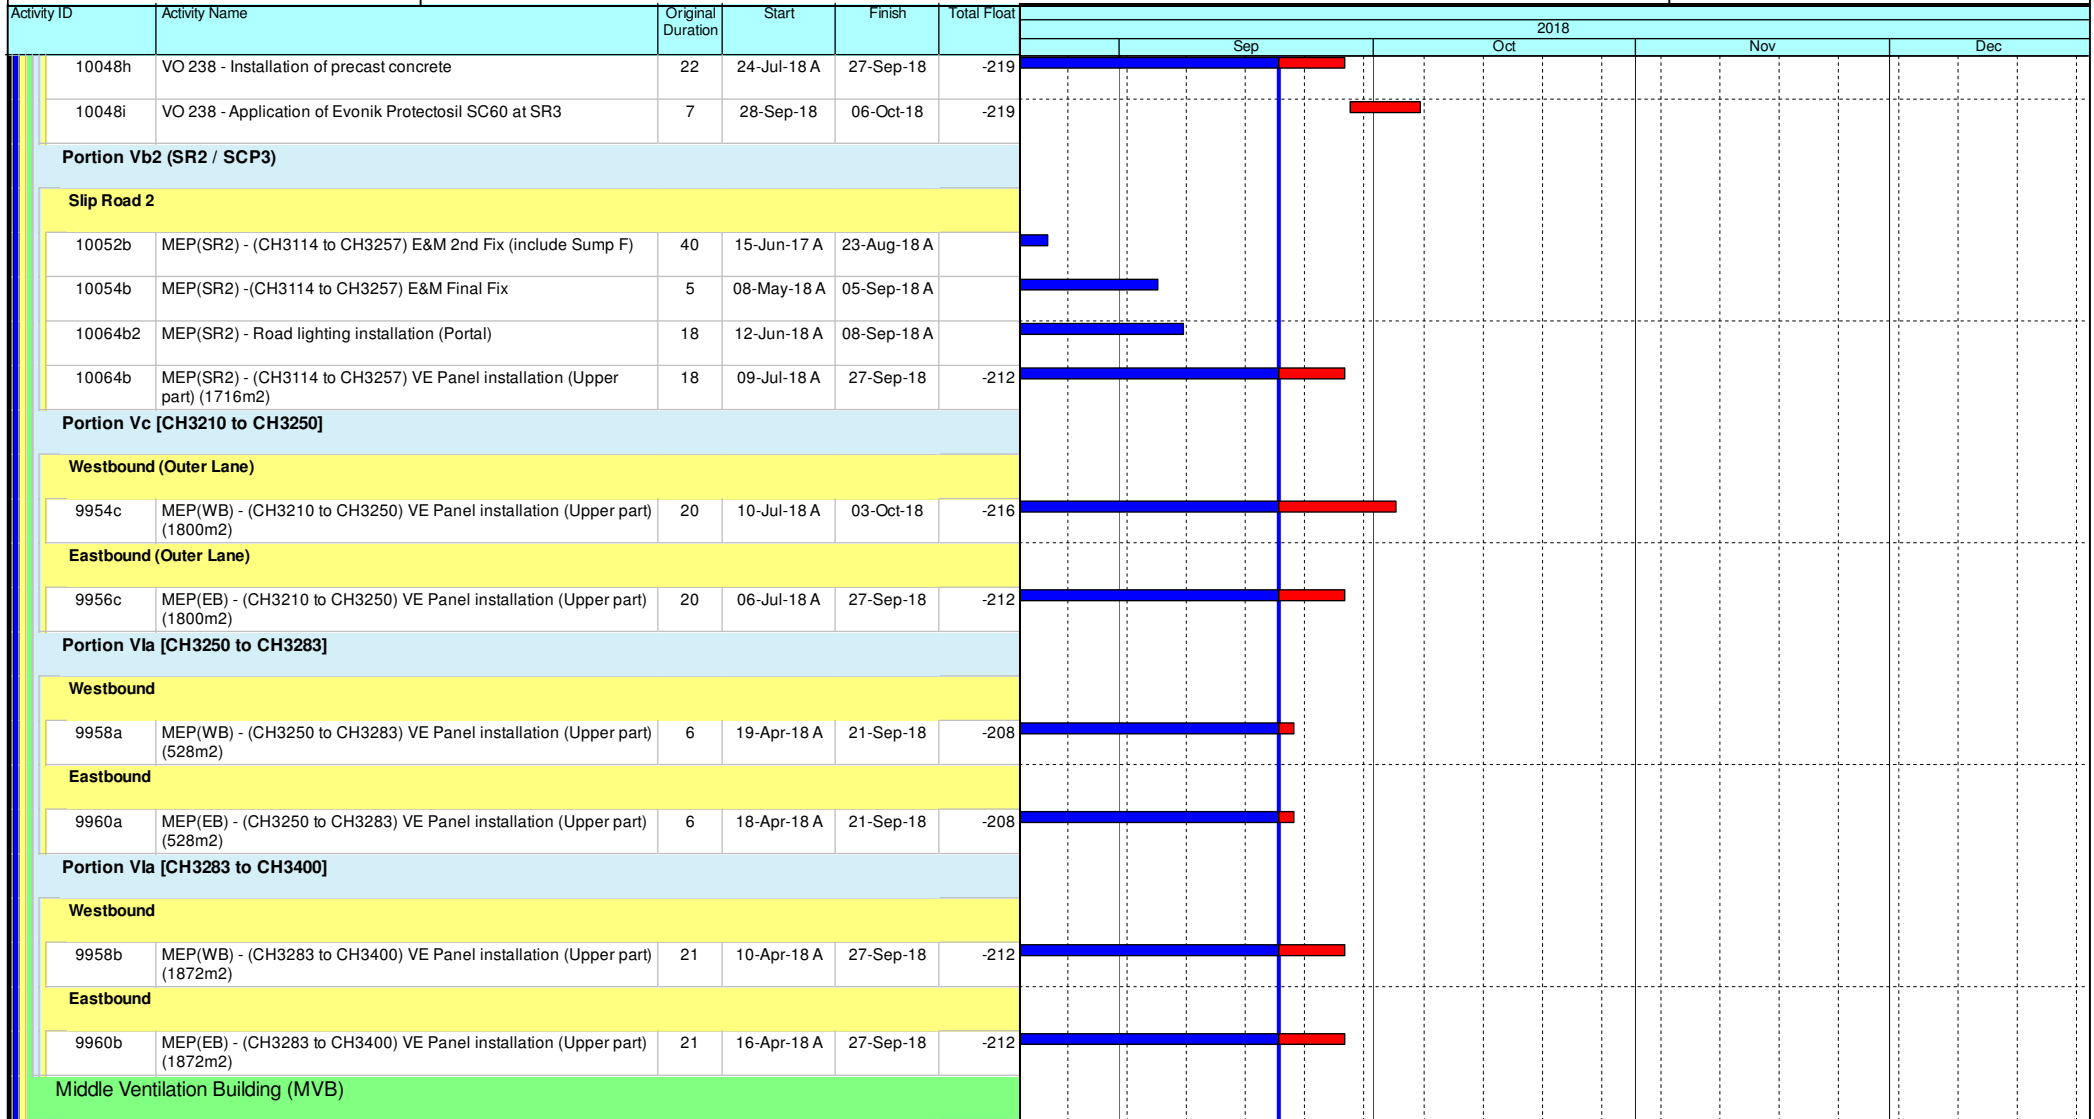 Activity ID Activity Name Original Duration Start Finish Total Float
2018
Sep Oct Nov Dec
10048h VO 238 - Installation of precast concrete 22 24-Jul-18 A 27-Sep-18 -219
10048i VO 238 - Application of Evonik Protectosil SC60 at SR3 7 28-Sep-18 06-Oct-18 -219
Portion Vb2 (SR2 / SCP3)
Slip Road 2
10052b MEP(SR2) - (CH3114 to CH3257) E&M 2nd Fix (include Sump F) 40 15-Jun-17 A 23-Aug-18 A
10054b MEP(SR2) -(CH3114 to CH3257) E&M Final Fix 5 08-May-18 A 05-Sep-18 A
10064b2 MEP(SR2) - Road lighting installation (Portal) 18 12-Jun-18 A 08-Sep-18 A
10064b MEP(SR2) - (CH3114 to CH3257) VE Panel installation (Upper 18 09-Jul-18 A 27-Sep-18 -212
part) (1716m2)
Portion Vc [CH3210 to CH3250]
Westbound (Outer Lane)
9954c MEP(WB) - (CH3210 to CH3250) VE Panel installation (Upper part) 20 10-Jul-18 A 03-Oct-18 -216
(1800m2)
Eastbound (Outer Lane)
9956c MEP(EB) - (CH3210 to CH3250) VE Panel installation (Upper part) 20 06-Jul-18 A 27-Sep-18 -212
(1800m2)
Portion VIa [CH3250 to CH3283]
Westbound
9958a MEP(WB) - (CH3250 to CH3283) VE Panel installation (Upper part) 6 19-Apr-18 A 21-Sep-18 -208
(528m2)
Eastbound
9960a MEP(EB) - (CH3250 to CH3283) VE Panel installation (Upper part) 6 18-Apr-18 A 21-Sep-18 -208
(528m2)
Portion VIa [CH3283 to CH3400]
Westbound
9958b MEP(WB) - (CH3283 to CH3400) VE Panel installation (Upper part) 21 10-Apr-18 A 27-Sep-18 -212
(1872m2)
Eastbound
9960b MEP(EB) - (CH3283 to CH3400) VE Panel installation (Upper part) 21 16-Apr-18 A 27-Sep-18 -212
(1872m2)
Middle Ventilation Building (MVB)